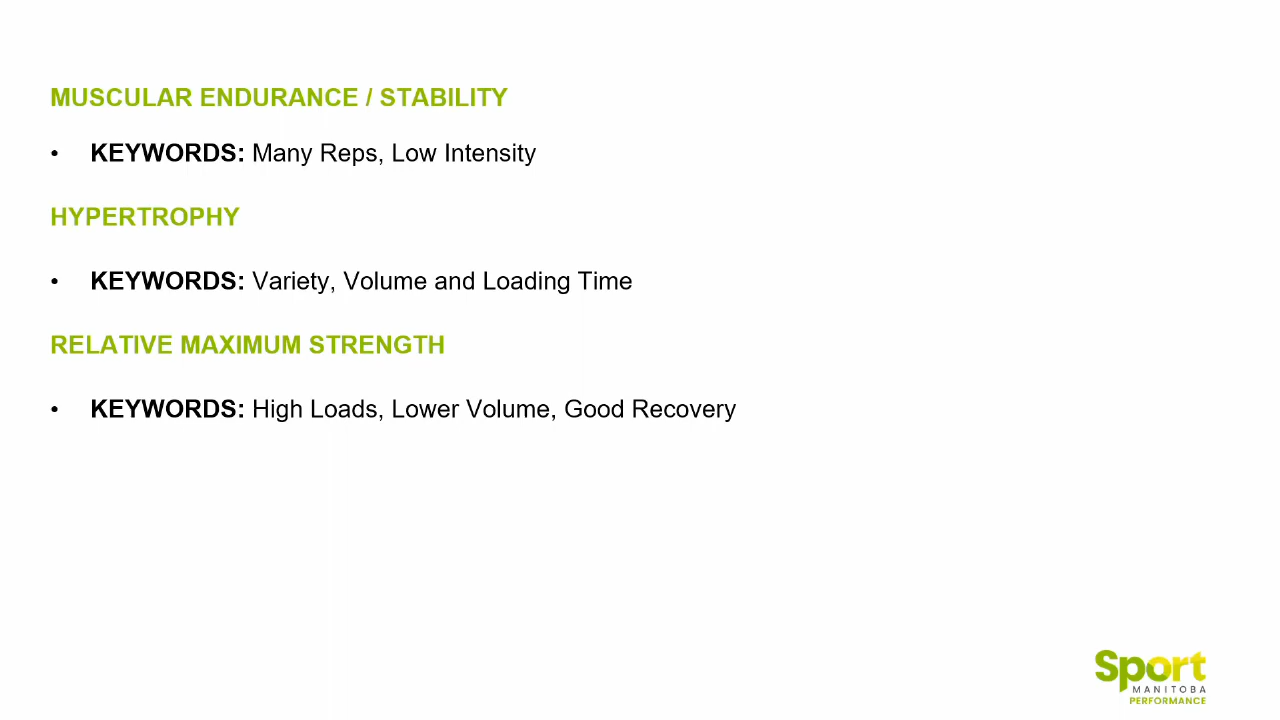 MUSCULAR ENDURANCE / STABILITY
• KEYWORDS: Many Reps, Low Intensity
HYPERTROPHY
• KEYWORDS: Variety, Volume and Loading Time
RELATIVE MAXIMUM STRENGTH
• KEYWORDS: High Loads, Lower Volume, Good Recovery
Sport
MANITOBA
PERFORMANCE